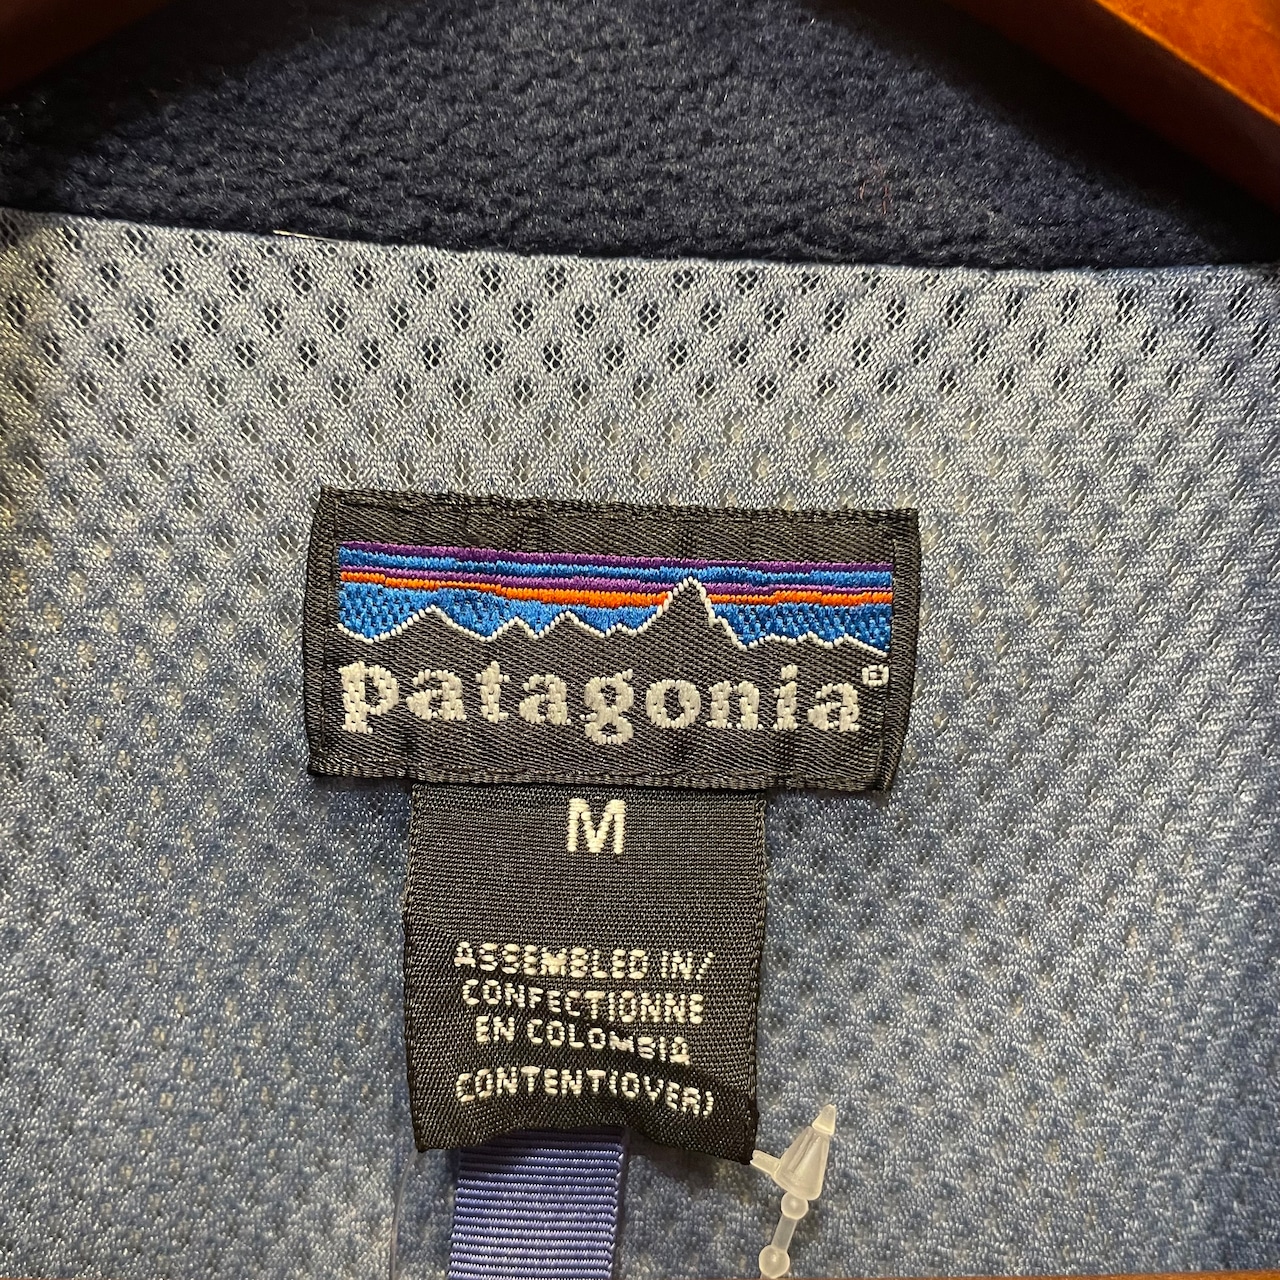 patagonia®
M
ASSEMBLED IN/
CONFECTIONNE
EN COLOMBIA
CONTENT(OVER)